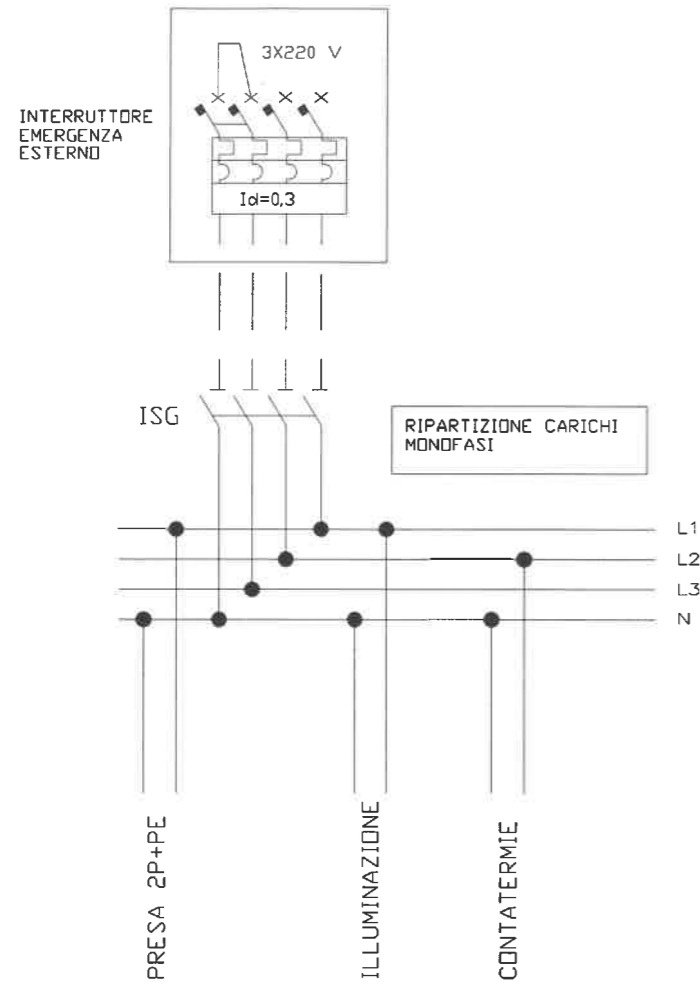 3X220 V
INTERRUTTORE
EMERGENZA
ESTERNO
Id=0,3
ISG
RIPARTIZIONE CARICHI
MONOFASI
L1
L2
L3
N
PRESA 2P+PE
ILLUMINAZIONE
CONTATERMIE